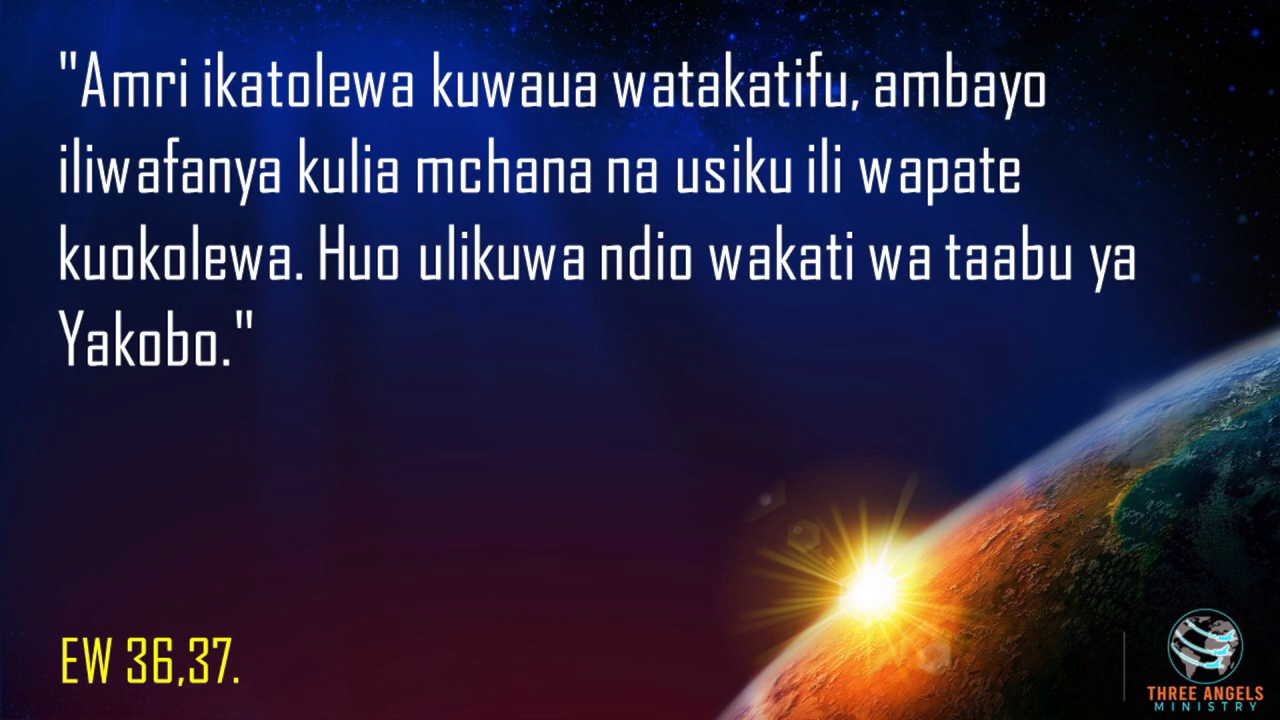 "Amri ikatolewa kuwaua watakatifu, ambayo
iliwafanya kulia mchana na usiku ili wapate
kuokolewa. Huo ulikuwa ndio wakati wa taabu ya
Yakobo."
EW 36,37.
THREE ANGELS
MINISTRY